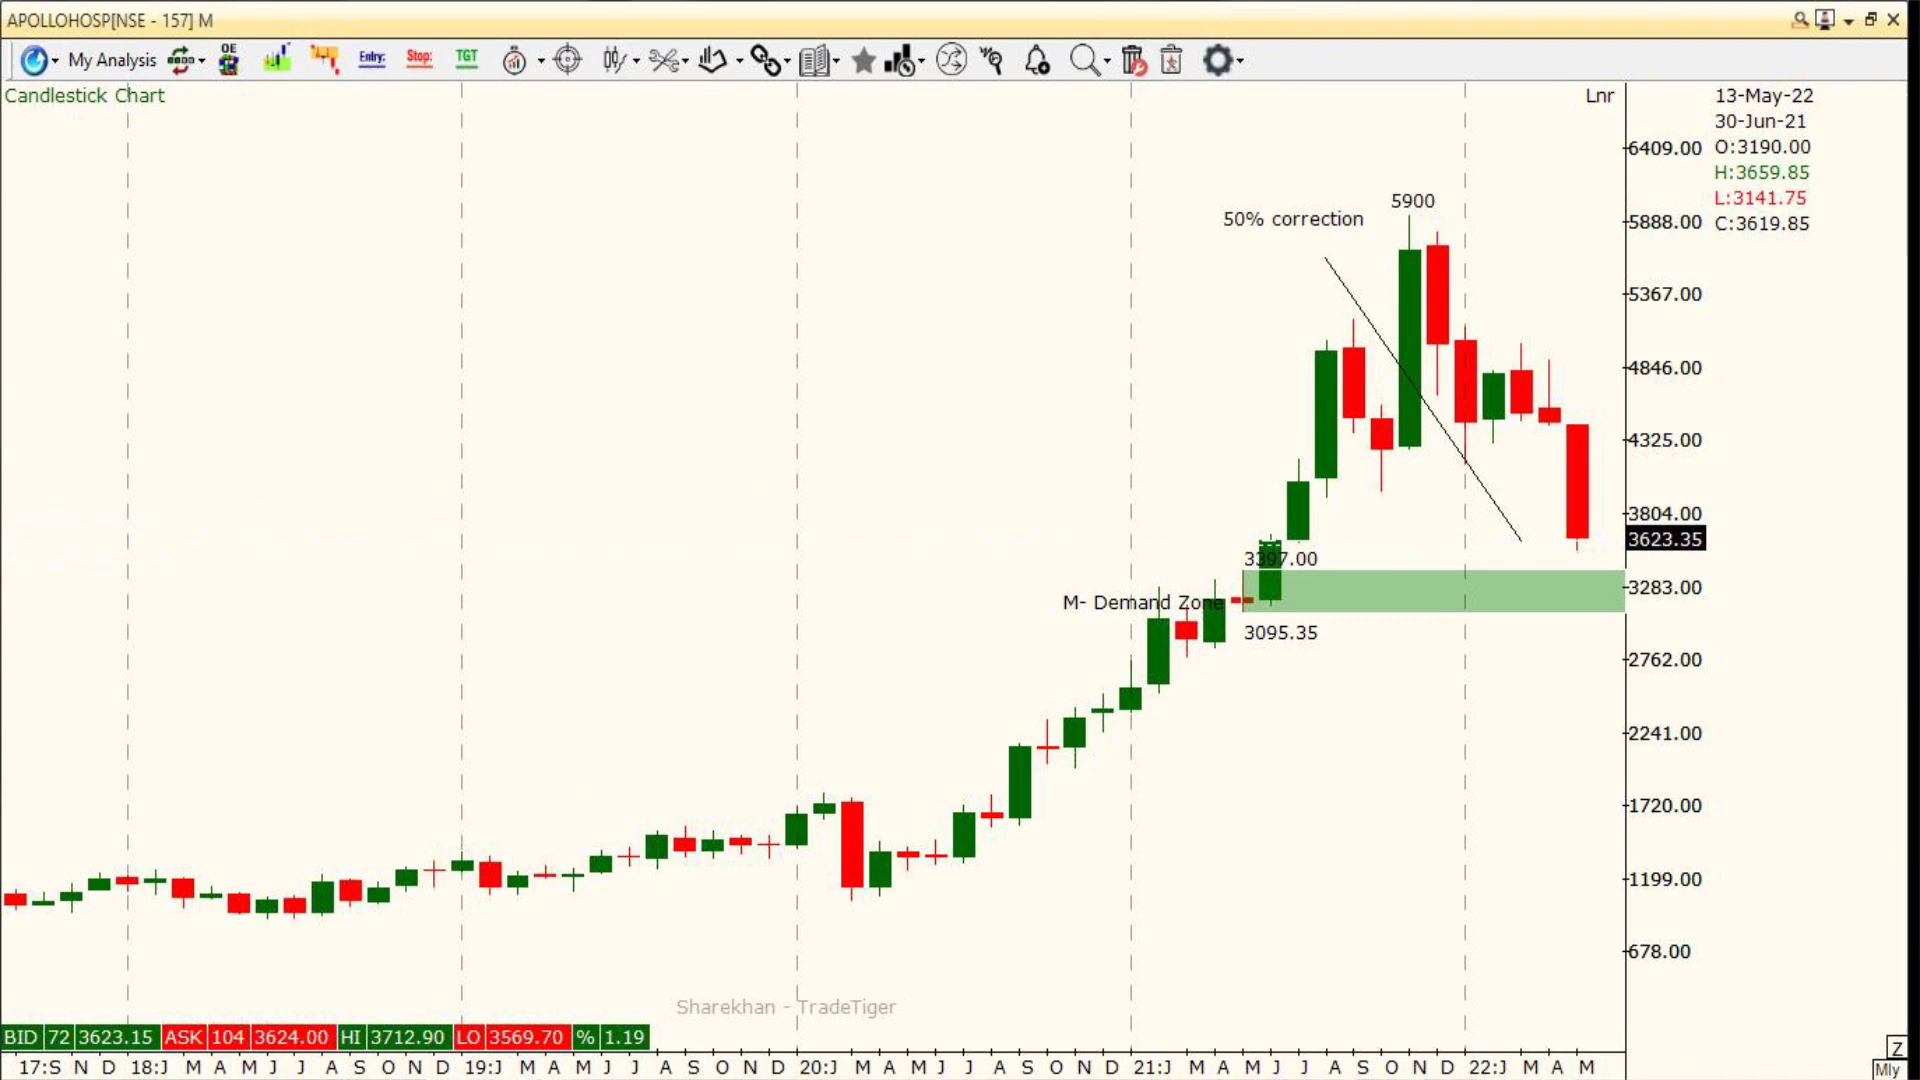 APOLLOHOSP[NSE - 157] M
My Analysis
OE
Entry:
Stop:
TGT
Candlestick Chart
Lnr
13-May-22
30-Jun-21
O:3190.00
H:3659.85
L:3141.75
C:3619.85
6409.00
5888.00
5367.00
4846.00
4325.00
3804.00
3623.35
3283.00
2762.00
2241.00
1720.00
1199.00
678.00
5900
50% correction
3397.00
M- Demand Zone
3095.35
Sharekhan - TradeTiger
BID 72 3623.15 ASK 104 3624.00 HI 3712.90 LO 3569.70 % 1.19
Z
17:S N D 18:J M A M J J A S O N D 19:J M A M J J A S O N D 20:J M A M J J A S O N D 21:J M A M J J A S O N D 22:J M A M
Mly